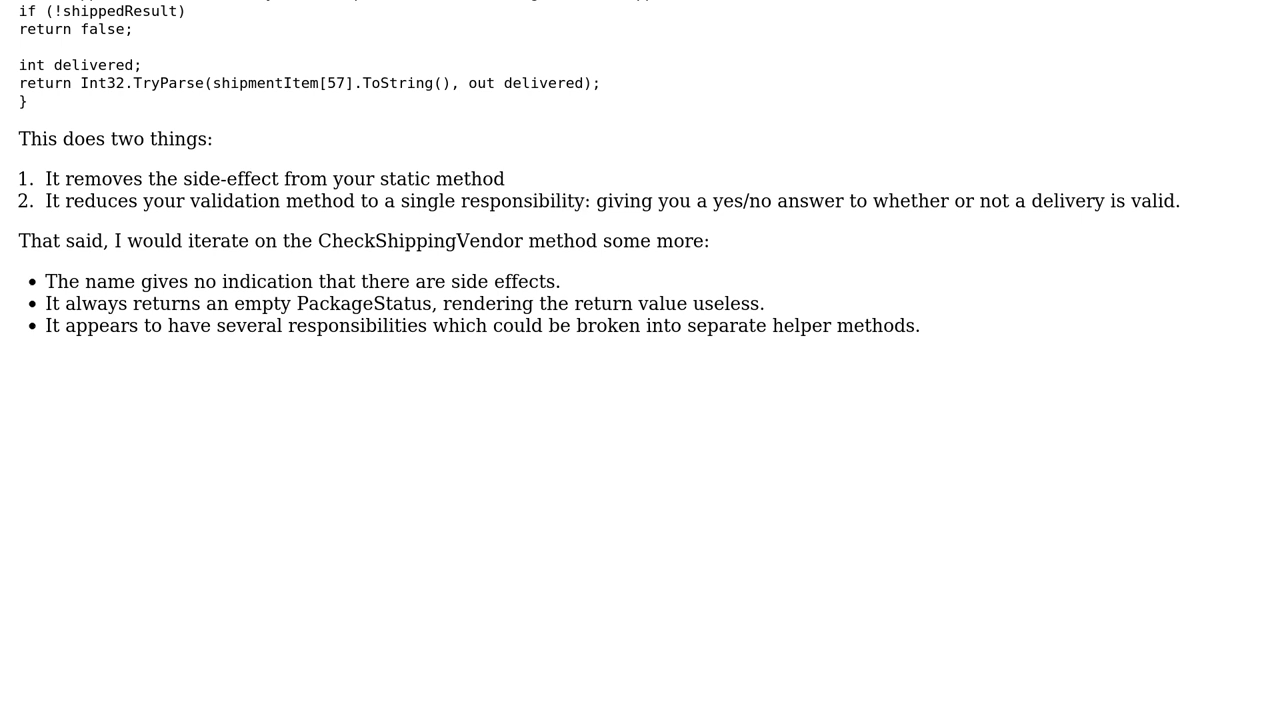 if (!shippedResult)
return false;
int delivered;
return Int32.TryParse(shipmentItem[57].ToString(), out delivered);
}
This does two things:
1. It removes the side-effect from your static method
2. It reduces your validation method to a single responsibility: giving you a yes/no answer to whether or not a delivery is valid.
That said, I would iterate on the CheckShippingVendor method some more:
• The name gives no indication that there are side effects.
• It always returns an empty PackageStatus, rendering the return value useless.
• It appears to have several responsibilities which could be broken into separate helper methods.